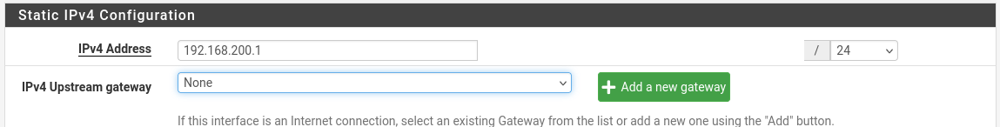 Static IPv4 Configuration
IPv4 Address 192.168.200.1 / 24
IPv4 Upstream gateway None Add a new gateway
If this interface is an Internet connection, select an existing Gateway from the list or add a new one using the "Add" button.